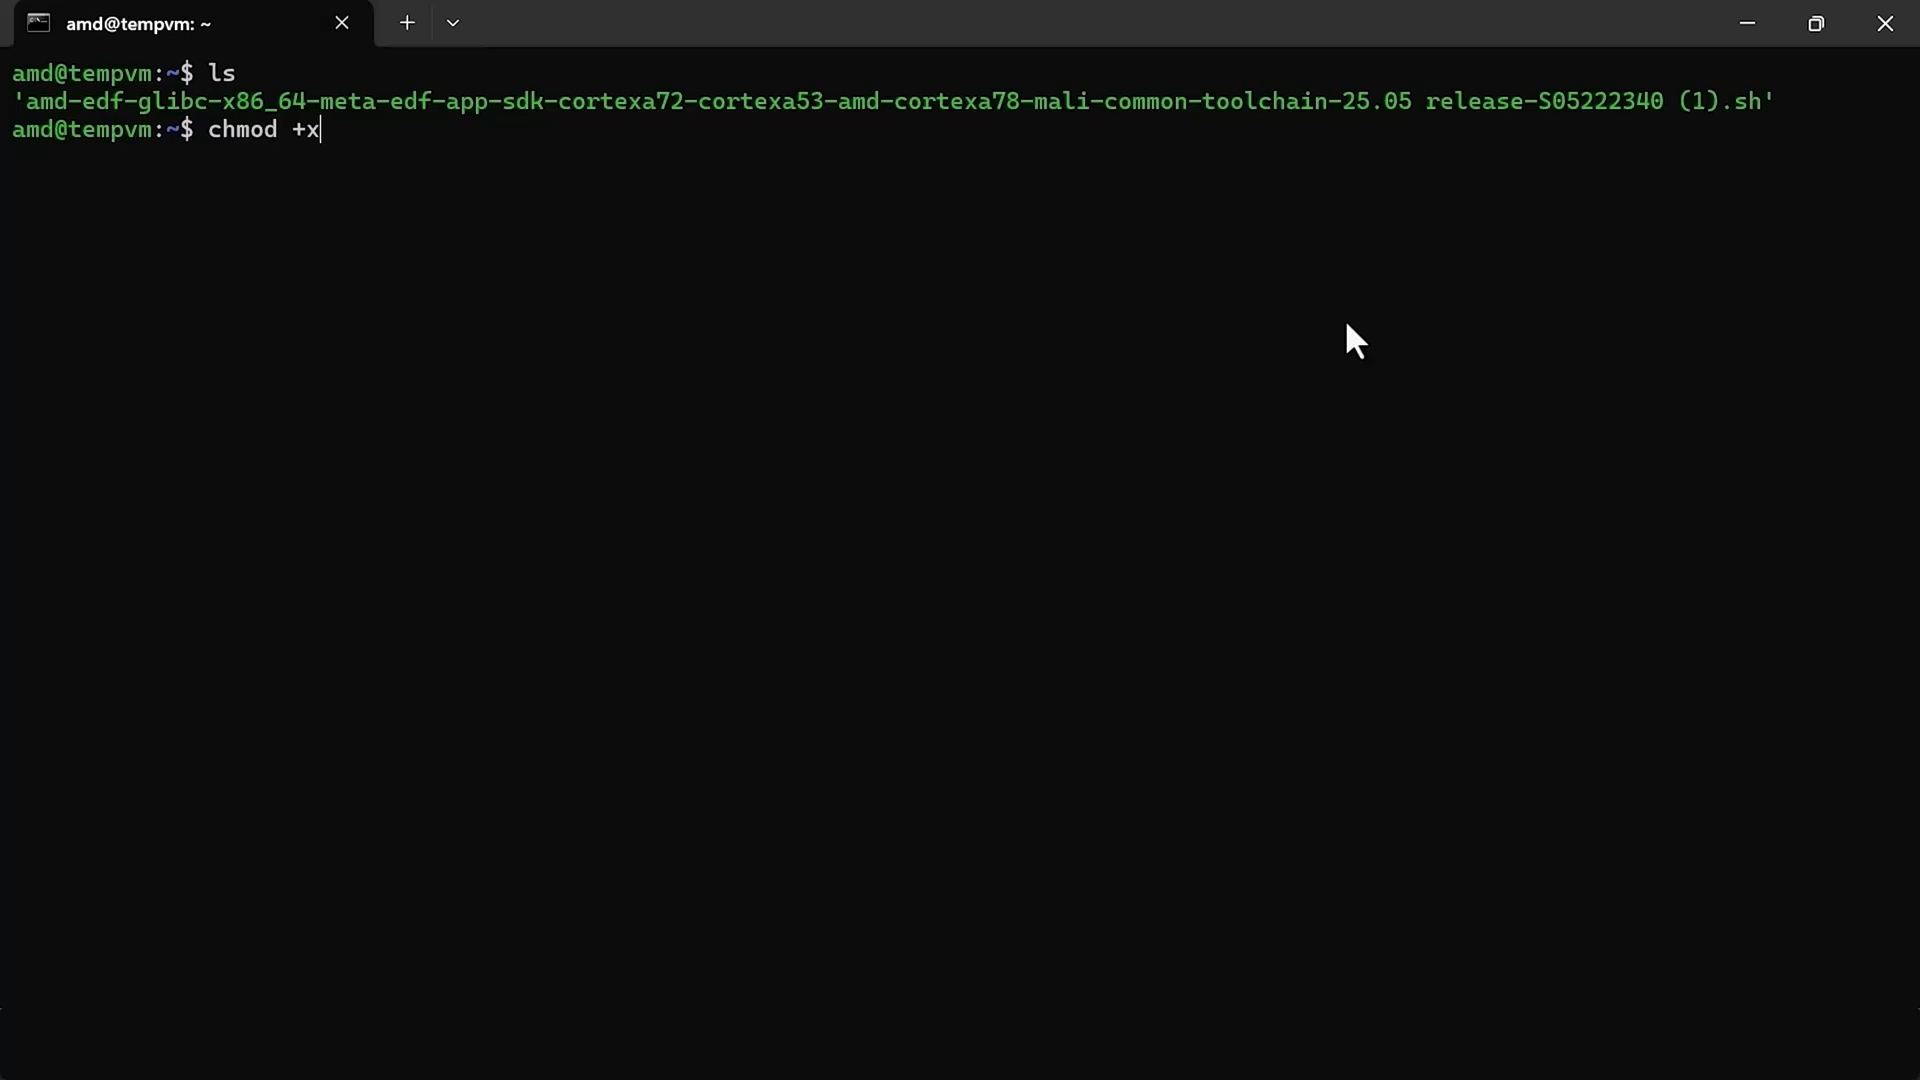 amd@tempvm: ~
amd@tempvm:~$ ls
'amd-edf-glibc-x86_64-meta-edf-app-sdk-cortexa72-cortexa53-amd-cortexa78-mali-common-toolchain-25.05 release-S05222340 (1).sh'
amd@tempvm:~$ chmod +x